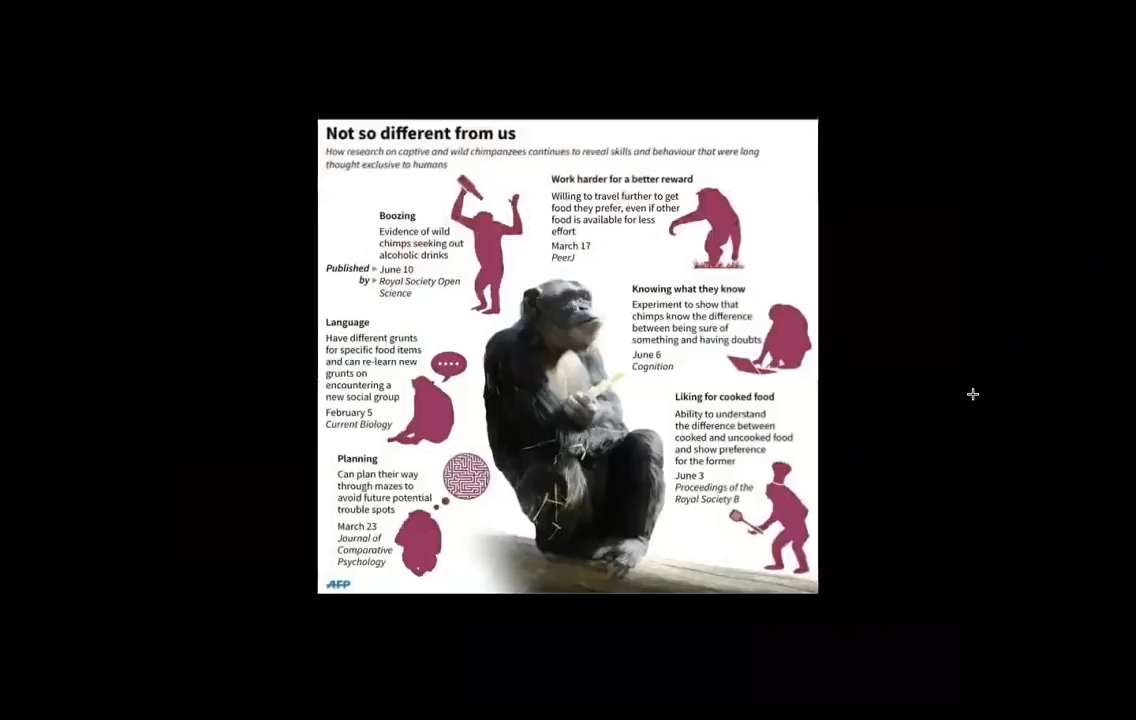 Not so different from us
How research on captive and wild chimpanzees continues to reveal skills and behaviour that were long
thought exclusive to humans
Boozing
Evidence of wild
chimps seeking out
alcoholic drinks
Published ▸ June 10
by ▸ Royal Society Open
Science
Language
Have different grunts
for specific food items
and can re-learn new
grunts on
encountering a
new social group
February 5
Current Biology
Planning
Can plan their way
through mazes to
avoid future potential
trouble spots
March 23
Journal of
Comparative
Psychology
Work harder for a better reward
Willing to travel further to get
food they prefer, even if other
food is available for less
effort
March 17
PeerJ
Knowing what they know
Experiment to show that
chimps know the difference
between being sure of
something and having doubts
June 6
Cognition
Liking for cooked food
Ability to understand
the difference between
cooked and uncooked food
and show preference
for the former
June 3
Proceedings of the
Royal Society B
AFP